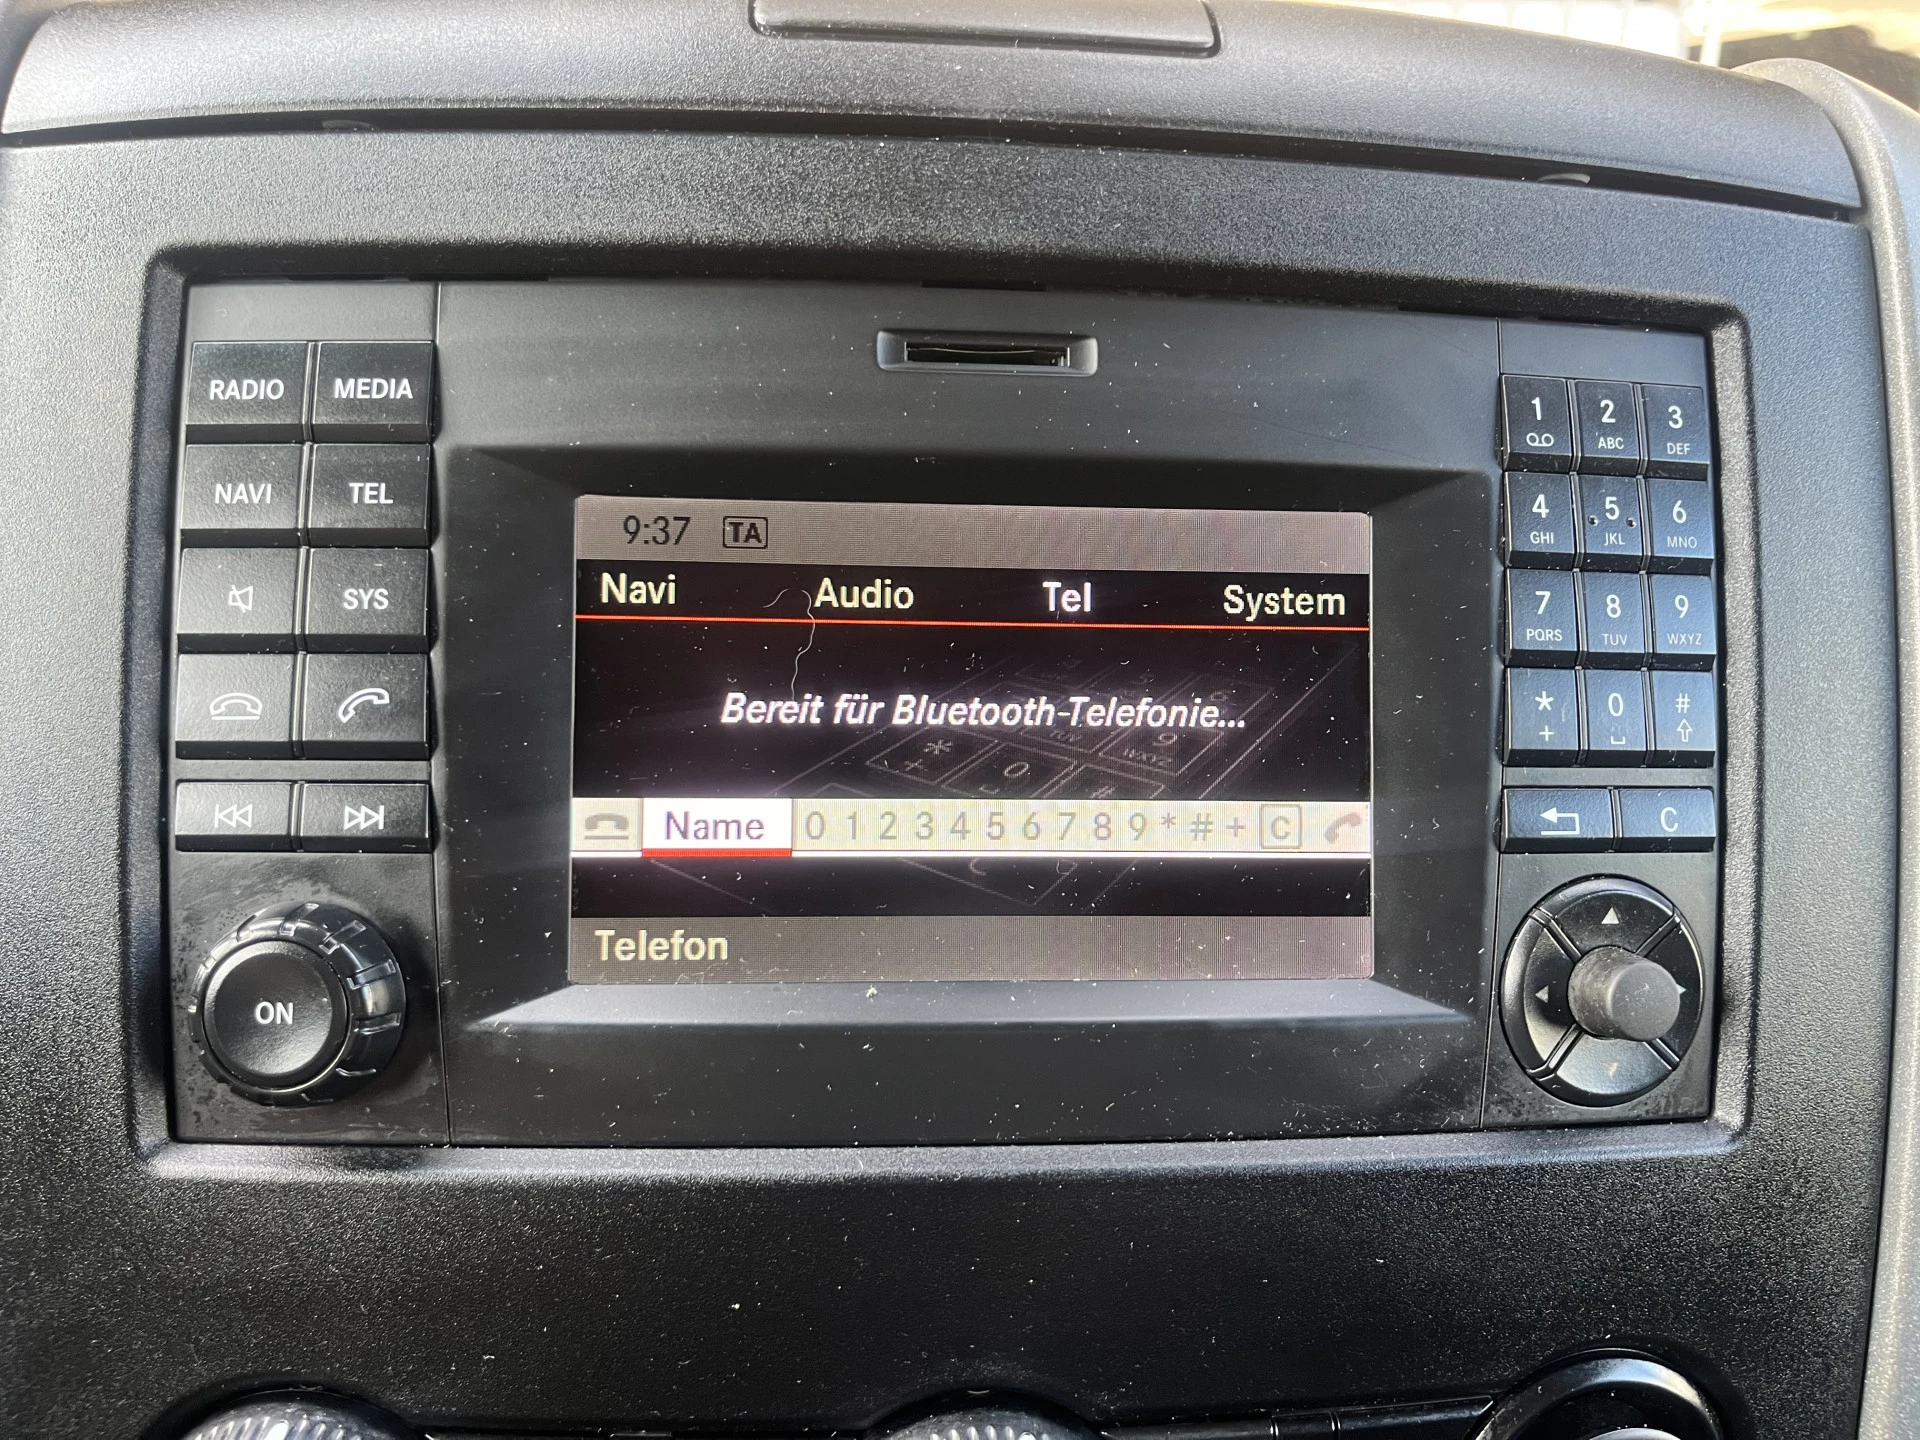 RADIO MEDIA
NAVI TEL
SYS
ON
9:37 TA
Navi Audio Tel System
Bereit für Bluetooth-Telefonie...
Name 0 1 2 3 4 5 6 7 8 9 * # + C
Telefon
1 2 3
ABC DEF
4 5 6
GHI JKL MNO
7 8 9
PQRS TUV WXYZ
* 0 #
+
C